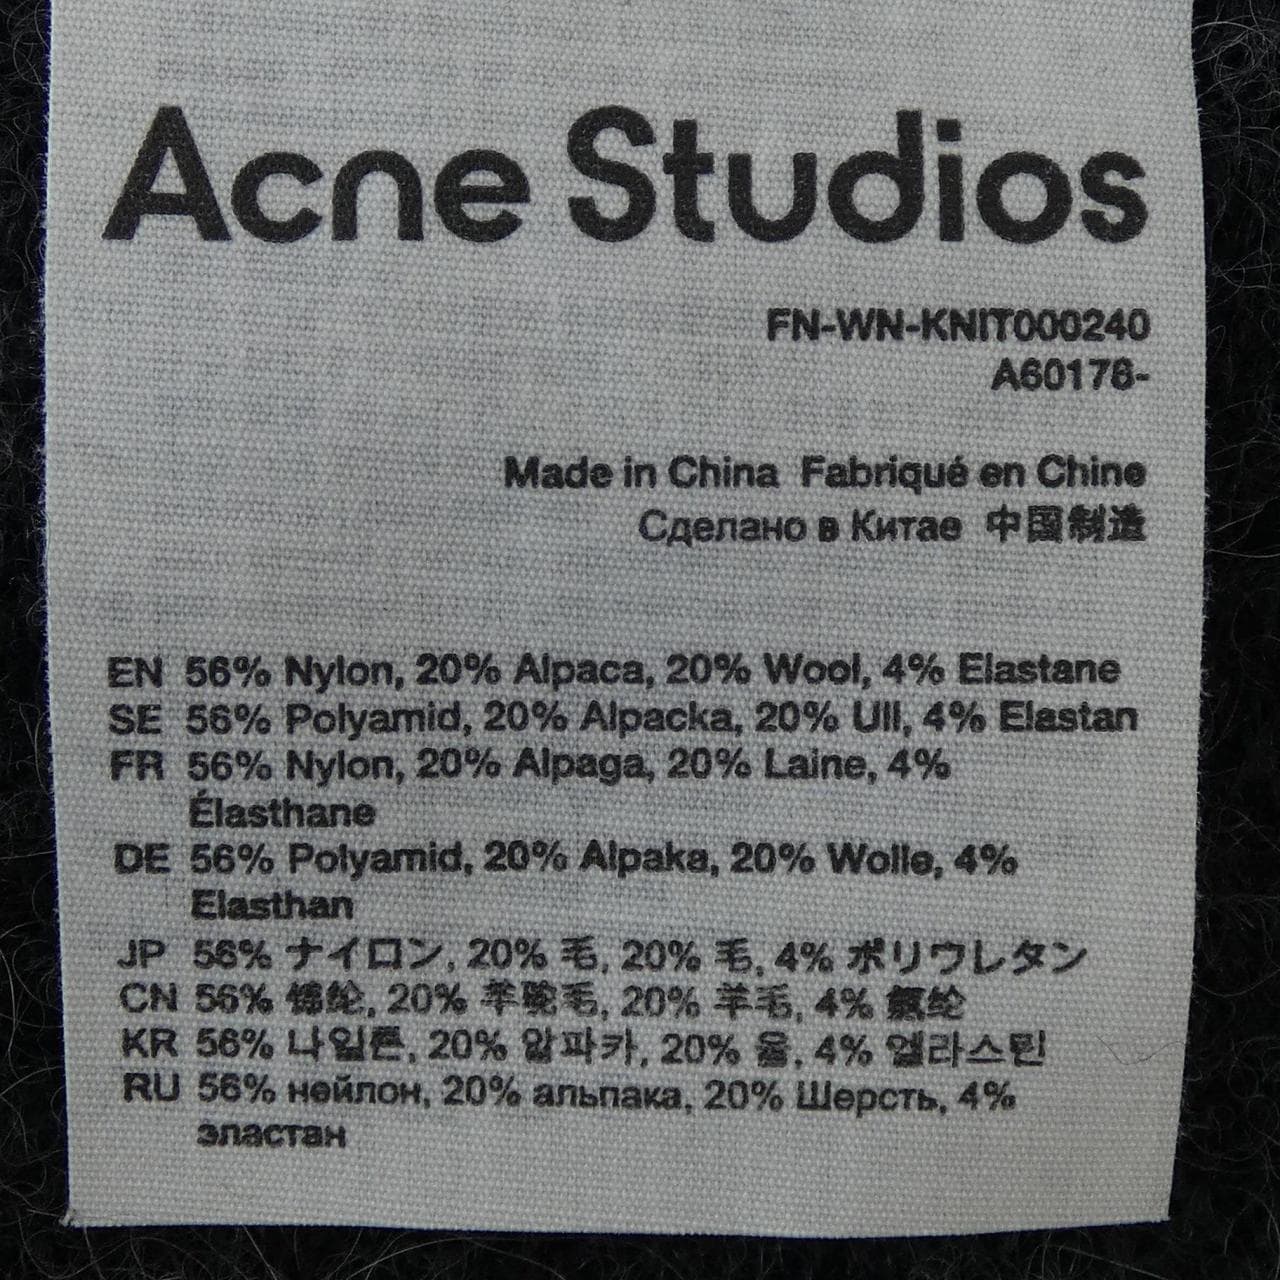 Acne Studios
FN-WN-KNIT000240
A60178-
Made in China Fabriqué en Chine
Сделано в Китае 中国制造
EN 56% Nylon, 20% Alpaca, 20% Wool, 4% Elastane
SE 56% Polyamid, 20% Alpacka, 20% Ull, 4% Elastan
FR 56% Nylon, 20% Alpaga, 20% Laine, 4%
Élasthane
DE 56% Polyamid, 20% Alpaka, 20% Wolle, 4%
Elasthan
JP 56% ナイロン, 20% 毛, 20% 毛, 4% ポリウレタン
CN 56% 锦纶, 20% 羊驼毛, 20% 羊毛, 4% 氨纶
KR 56% 나일론, 20% 알파카, 20% 울, 4% 엘라스틴
RU 56% нейлон, 20% альпака, 20% Шерсть, 4%
эластан